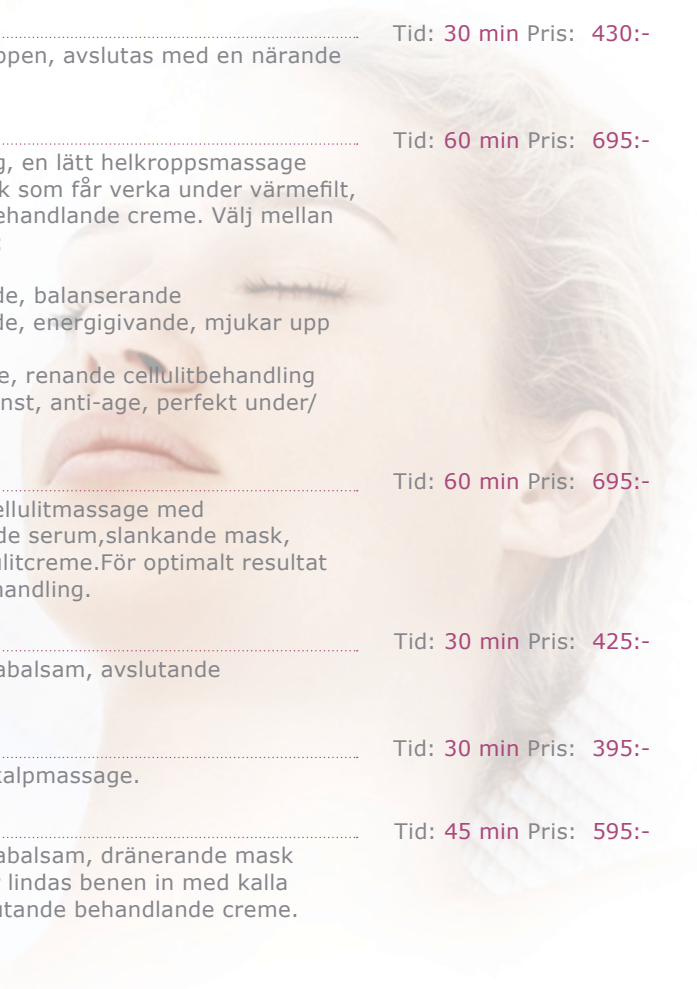 Tid: 30 min Pris: 430:-
open, avslutas med en närande
Tid: 60 min Pris: 695:-
g, en lätt helkroppsmassage
k som får verka under värmefilt,
ehandlande creme. Välj mellan
:
de, balanserande
de, energigivande, mjukar upp
e, renande cellulitbehandling
nst, anti-age, perfekt under/
Tid: 60 min Pris: 695:-
ellulitmassage med
de serum,slankande mask,
ulitcreme.För optimalt resultat
handling.
Tid: 30 min Pris: 425:-
abalsam, avslutande
Tid: 30 min Pris: 395:-
kalpmassage.
Tid: 45 min Pris: 595:-
abalsam, dränerande mask
lindas benen in med kalla
utande behandlande creme.